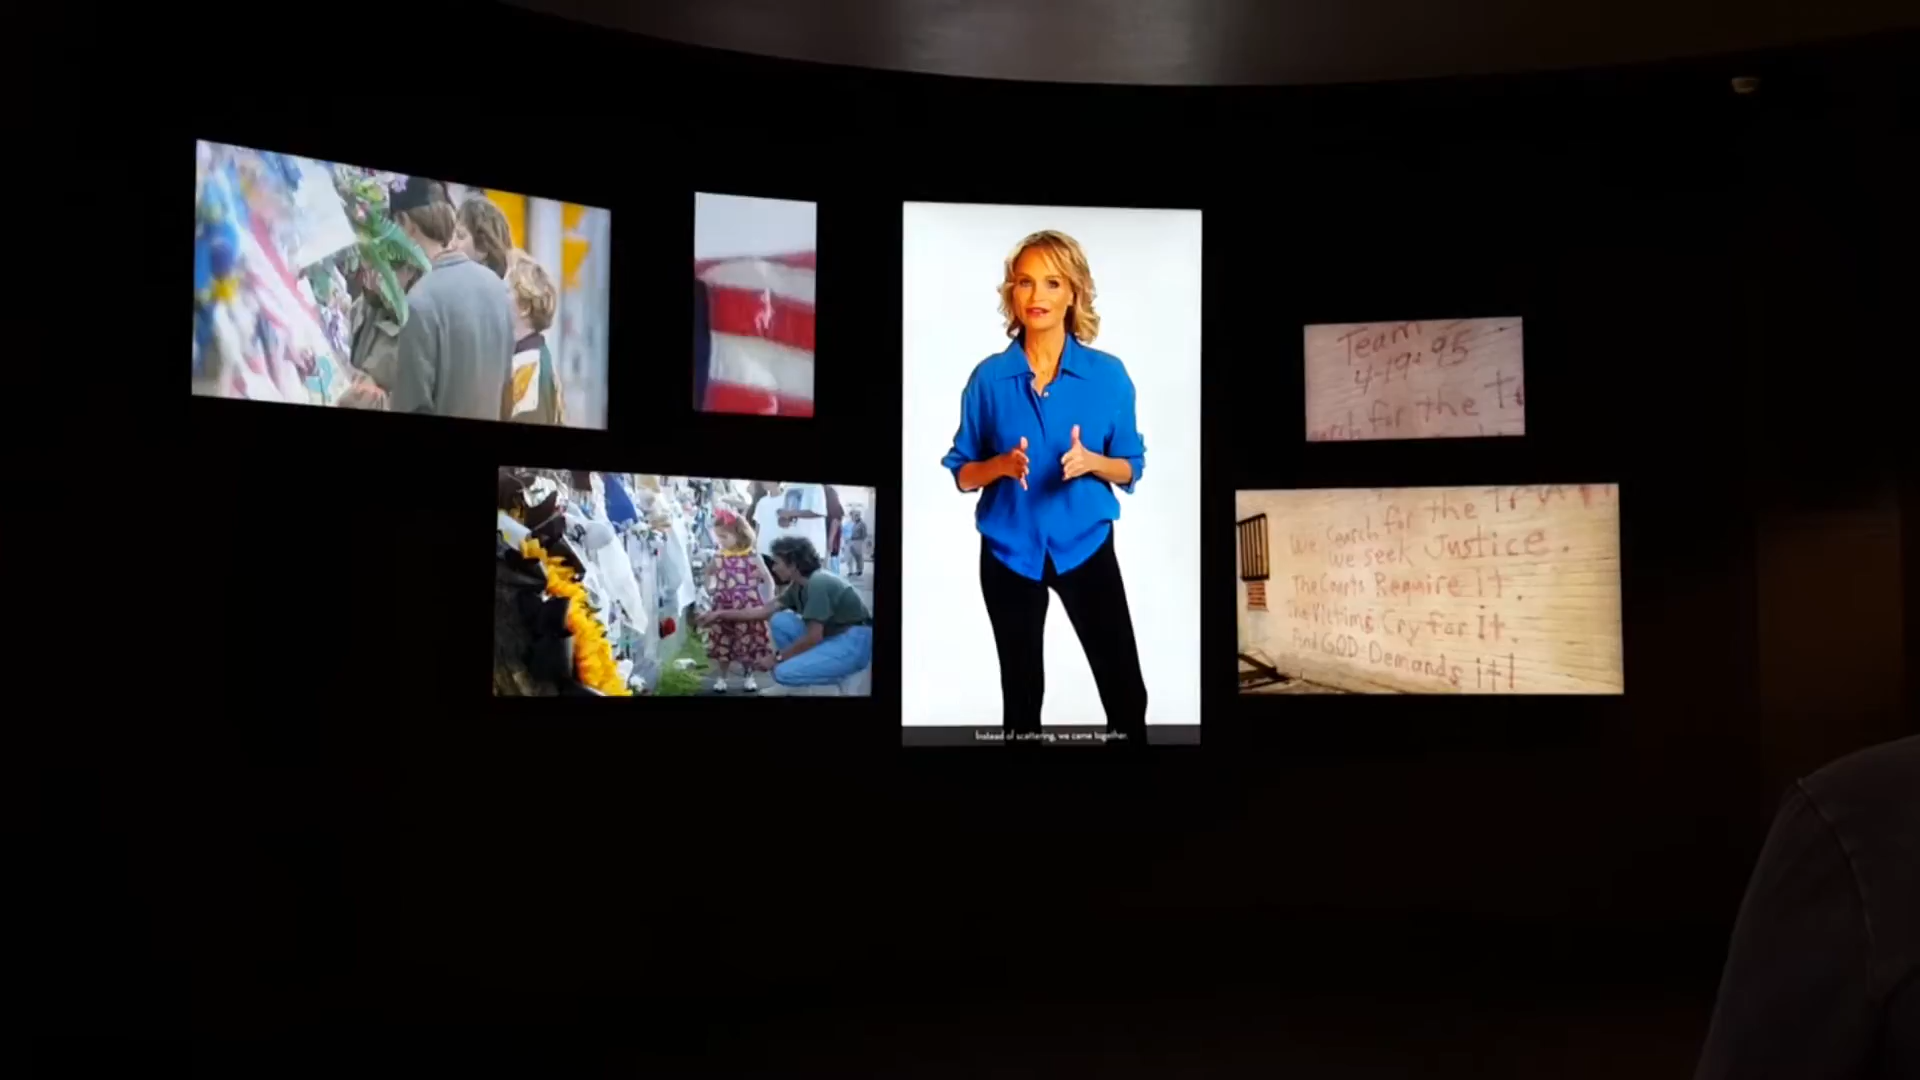 Team
4-19-95
for the
We Search for the Truth
We seek Justice.
The Courts Require it.
The Victims Cry for it.
And GOD Demands it!
Instead of scattering, we came together.